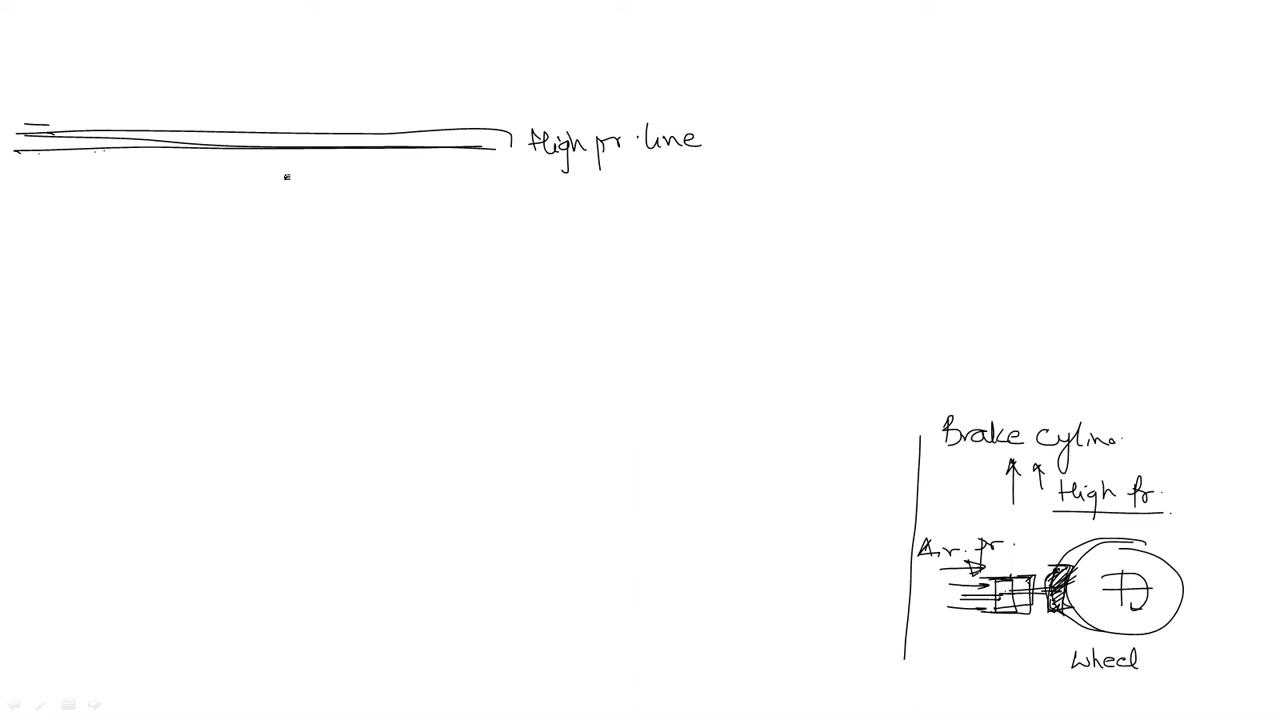 High pr. line
Brake Cylin.
High Pr.
Air. pr.
Wheel